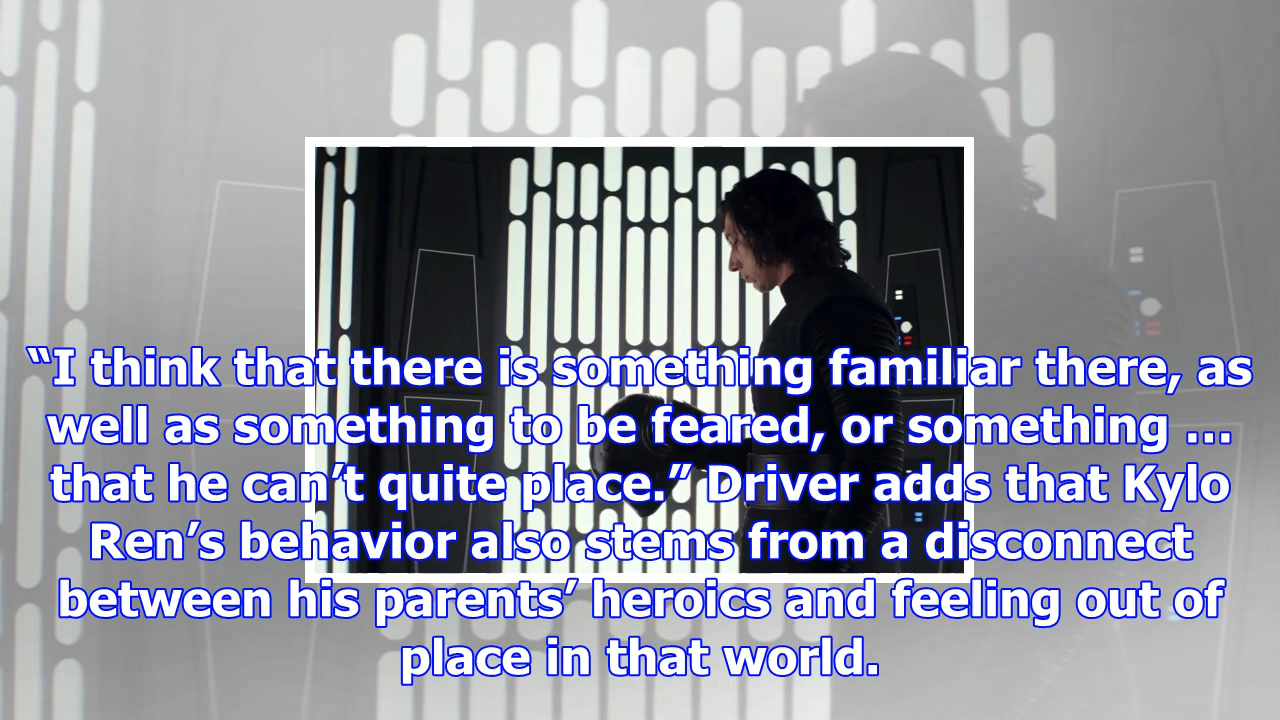 “I think that there is something familiar there, as
well as something to be feared, or something ...
that he can’t quite place.” Driver adds that Kylo
Ren’s behavior also stems from a disconnect
between his parents’ heroics and feeling out of
place in that world.